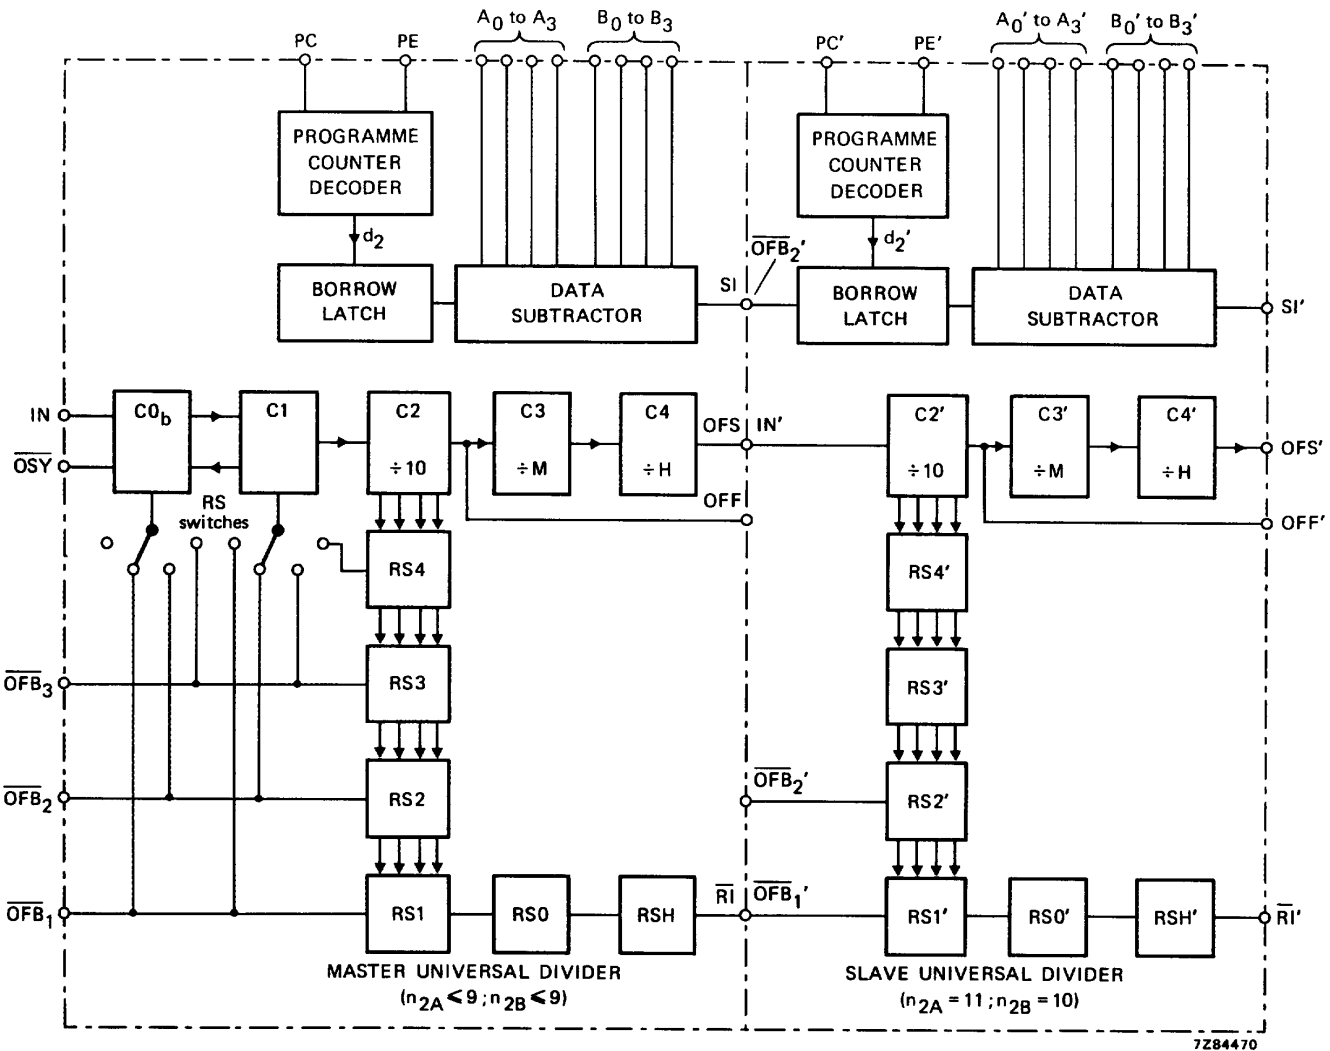 A0 to A3
B0 to B3
A0' to A3'
B0' to B3'
PC
PE
PC'
PE'
PROGRAMME
COUNTER
DECODER
PROGRAMME
COUNTER
DECODER
d2
d2'
OFB2'
BORROW
LATCH
DATA
SUBTRACTOR
SI
BORROW
LATCH
DATA
SUBTRACTOR
SI'
IN
OSY
C0b
C1
C2
÷10
C3
÷M
C4
÷H
OFS
IN'
OFF
C2'
÷10
C3'
÷M
C4'
÷H
OFS'
OFF'
RS
switches
RS4
RS4'
OFB3
RS3
RS3'
OFB2
RS2
OFB2'
RS2'
OFB1
RS1
RS0
RSH
RI
OFB1'
RS1'
RS0'
RSH'
RI'
MASTER UNIVERSAL DIVIDER
(n2A ≤ 9; n2B ≤ 9)
SLAVE UNIVERSAL DIVIDER
(n2A = 11; n2B = 10)
7Z84470